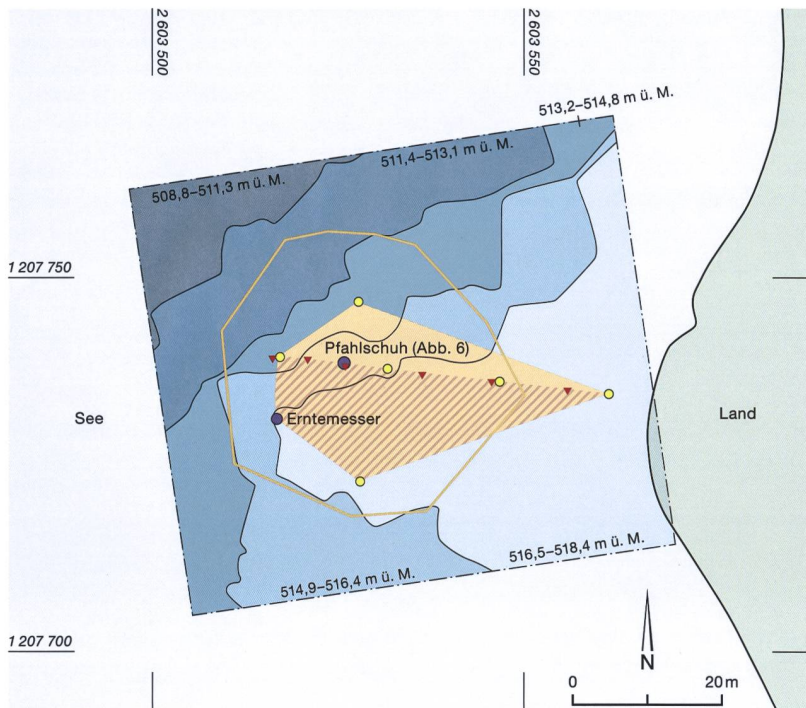 2 603 500
2 603 550
513,2–514,8 m ü. M.
511,4–513,1 m ü. M.
508,8–511,3 m ü. M.
1 207 750
Pfahlschuh (Abb. 6)
See
Erntemesser
Land
516,5–518,4 m ü. M.
514,9–516,4 m ü. M.
1 207 700
N
0
20 m